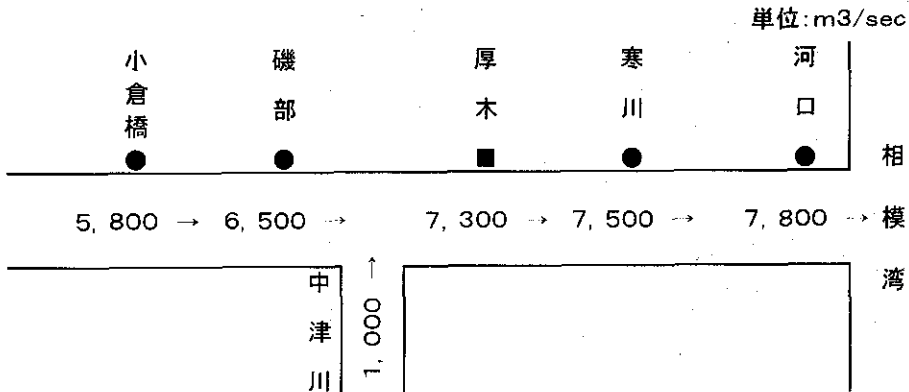 単位:m3/sec
小倉橋
磯部
厚木
寒川
河口
5,800 → 6,500 → 7,300 → 7,500 → 7,800 →
相模湾
中津川
1,000 →